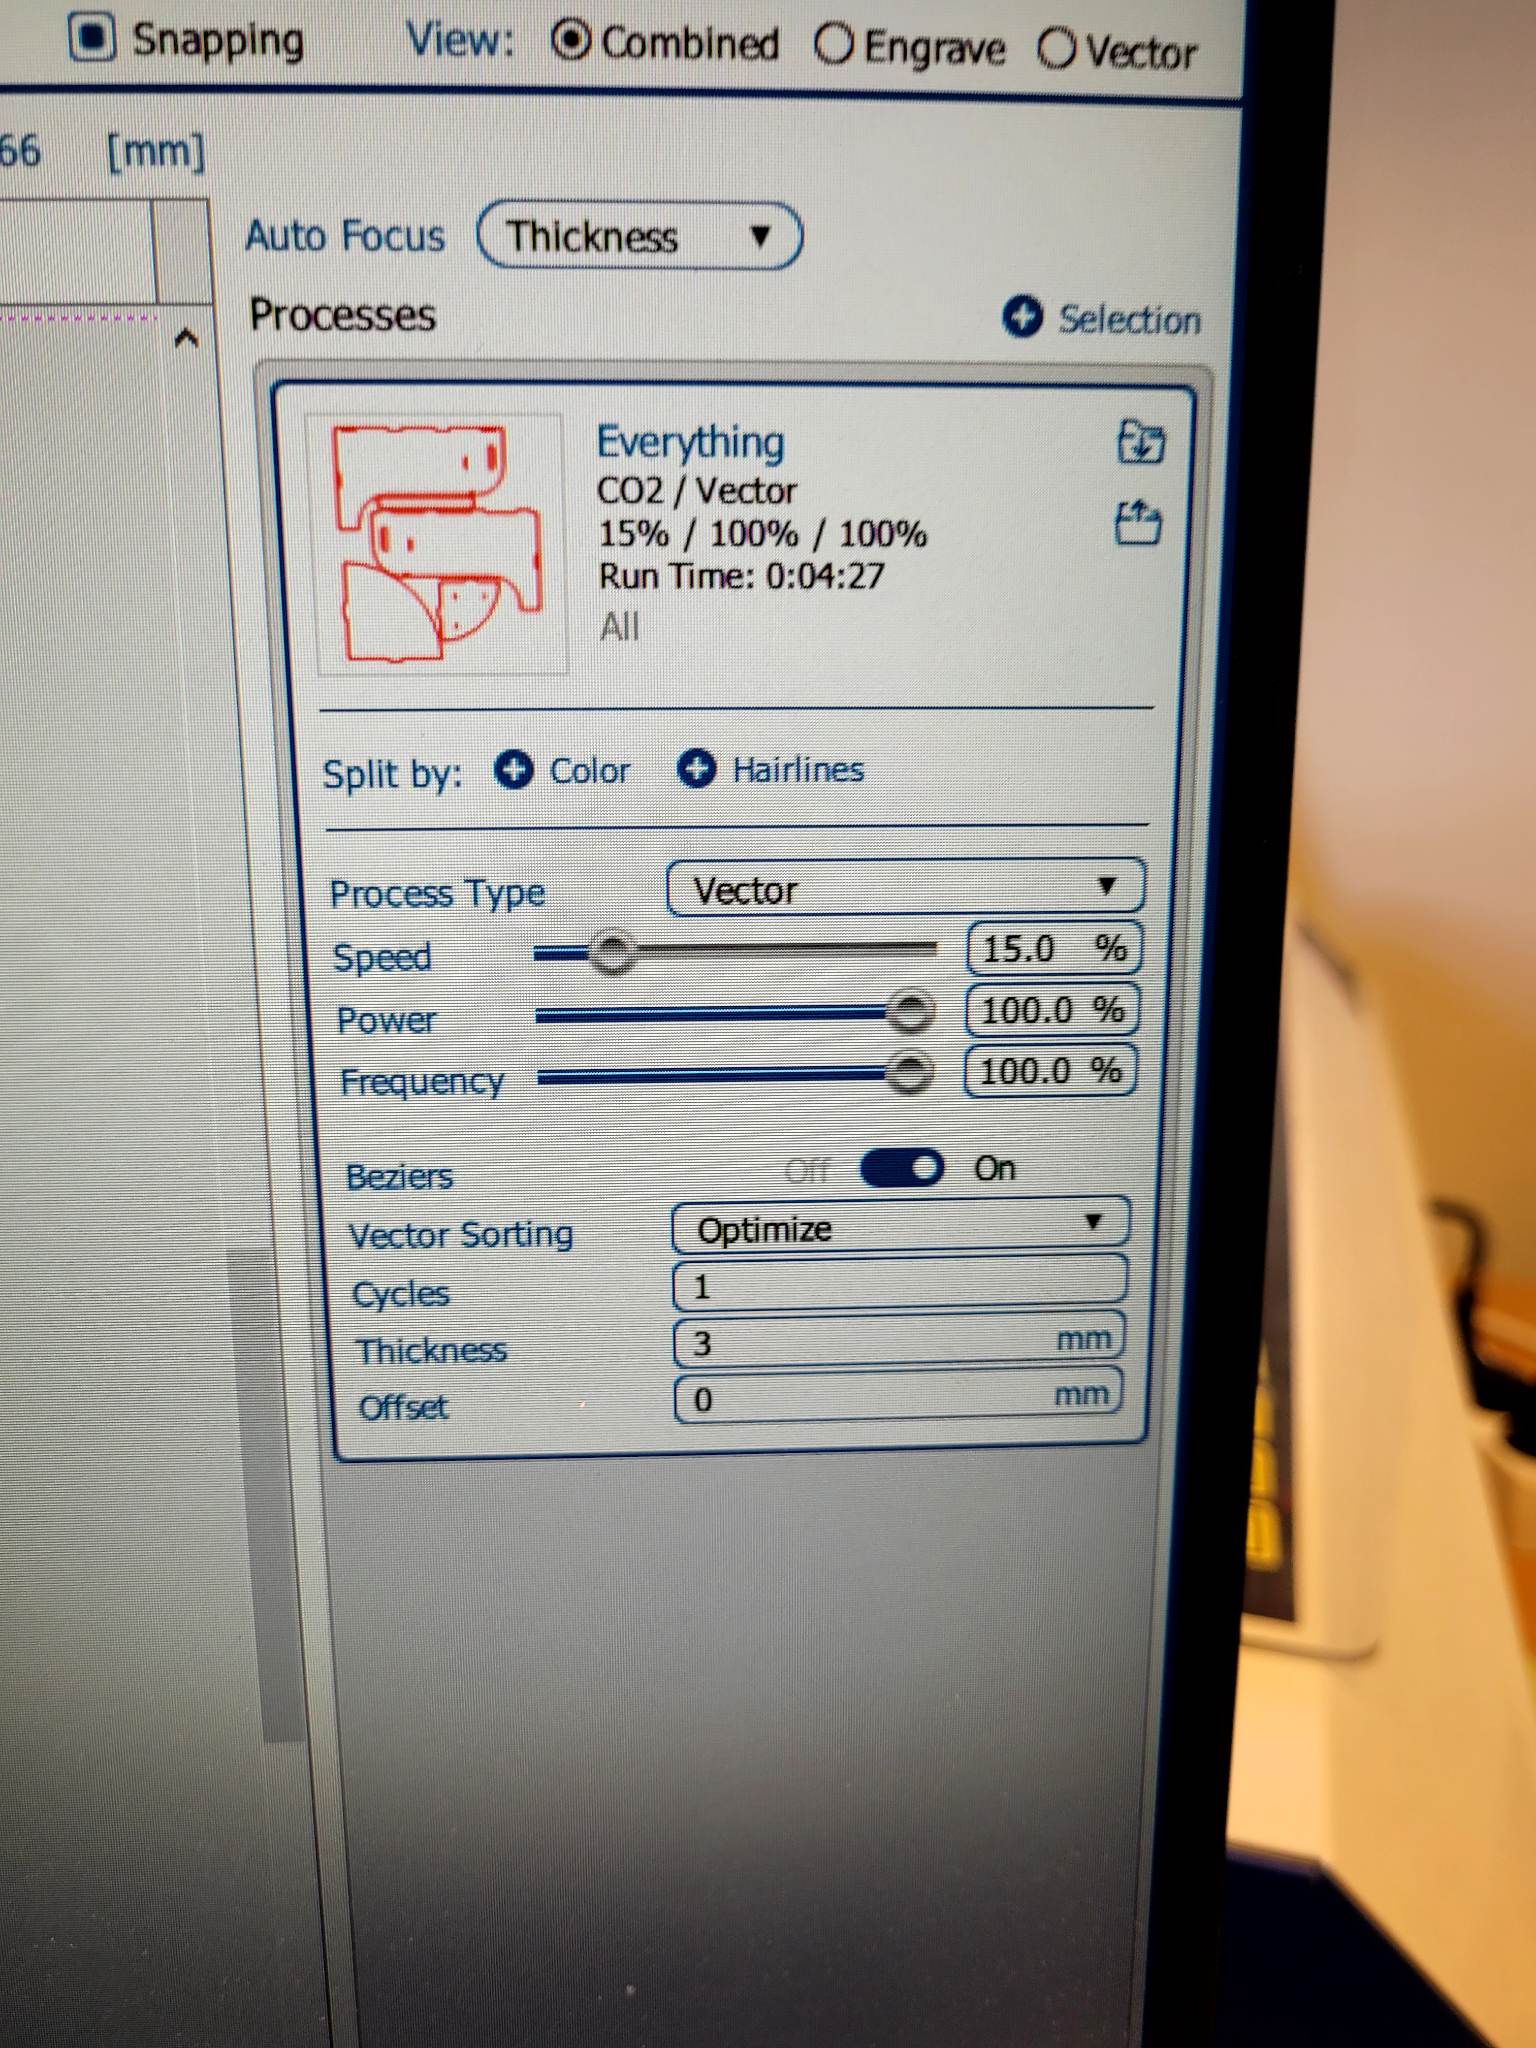 Snapping View: Combined Engrave Vector
66 [mm]
Auto Focus Thickness
Processes Selection
Everything
CO2 / Vector
15% / 100% / 100%
Run Time: 0:04:27
All
Split by: Color Hairlines
Process Type Vector
Speed 15.0 %
Power 100.0 %
Frequency 100.0 %
Beziers Off On
Vector Sorting Optimize
Cycles 1
Thickness 3 mm
Offset 0 mm